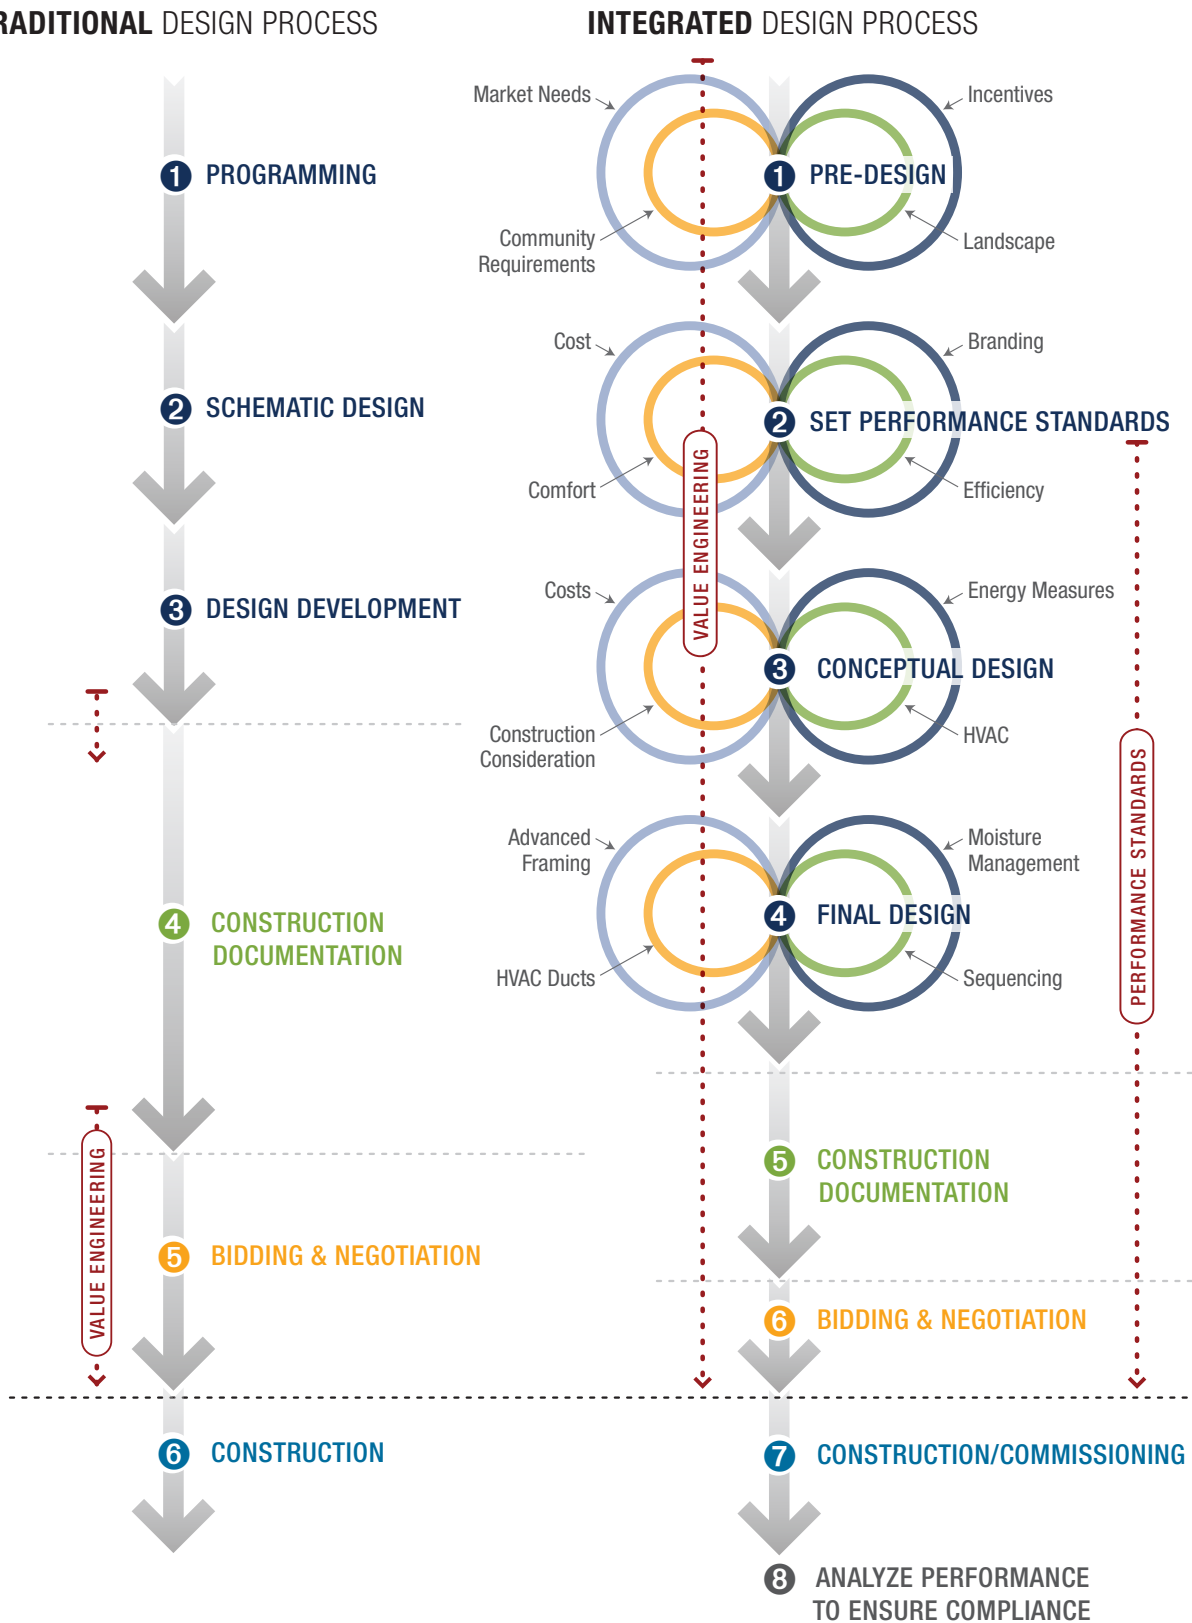 RADITIONAL DESIGN PROCESS
1 PROGRAMMING
2 SCHEMATIC DESIGN
3 DESIGN DEVELOPMENT
4 CONSTRUCTION
DOCUMENTATION
VALUE ENGINEERING
5 BIDDING & NEGOTIATION
6 CONSTRUCTION
INTEGRATED DESIGN PROCESS
Market Needs
Incentives
1 PRE-DESIGN
Community
Requirements
Landscape
Cost
Branding
2 SET PERFORMANCE STANDARDS
Comfort
Efficiency
VALUE ENGINEERING
Costs
Energy Measures
3 CONCEPTUAL DESIGN
Construction
Consideration
HVAC
PERFORMANCE STANDARDS
Advanced
Framing
Moisture
Management
4 FINAL DESIGN
HVAC Ducts
Sequencing
5 CONSTRUCTION
DOCUMENTATION
6 BIDDING & NEGOTIATION
7 CONSTRUCTION/COMMISSIONING
8 ANALYZE PERFORMANCE
TO ENSURE COMPLIANCE